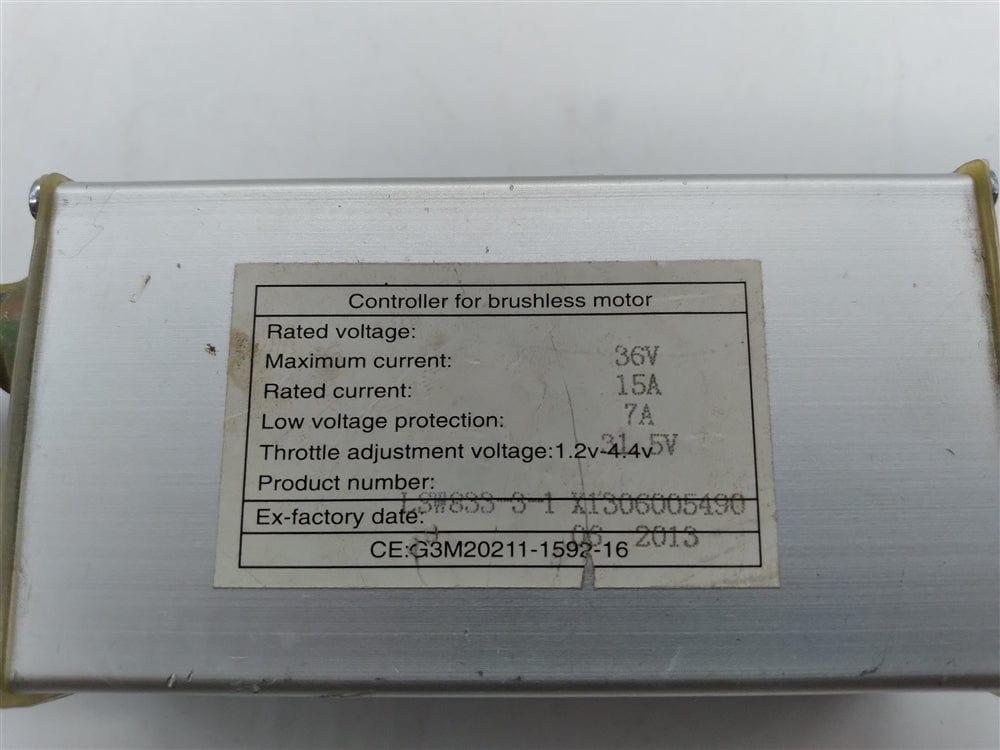 Controller for brushless motor
Rated voltage:
36V
Maximum current:
15A
Rated current:
7A
Low voltage protection:
31.5V
Throttle adjustment voltage:1.2v-4.4v
Product number:
LSW833-3-1 X1306005490
Ex-factory date:
06 2013
CE:G3M20211-1592-16